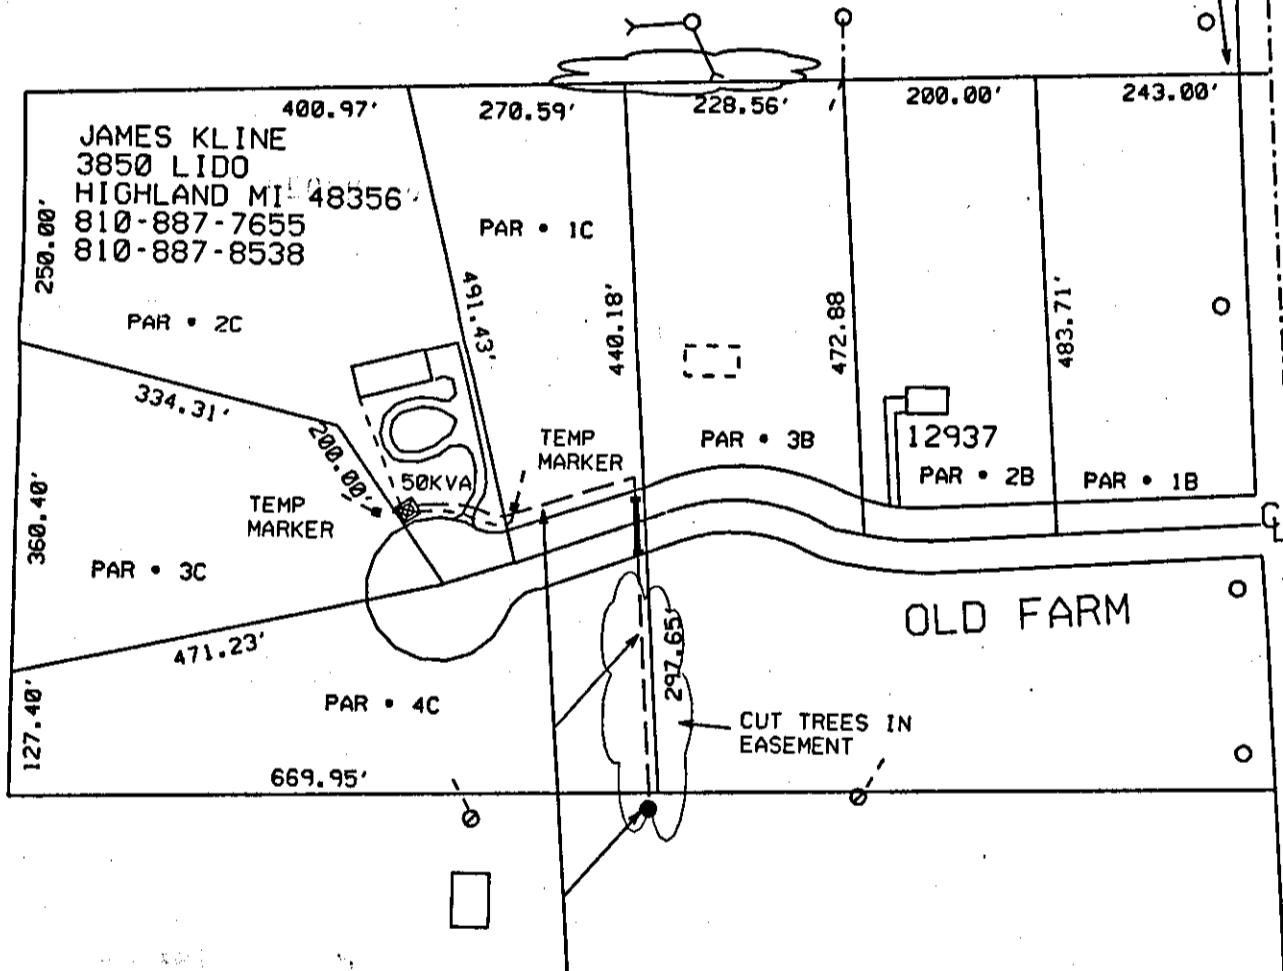 400.97'
270.59'
228.56'
200.00'
243.00'
JAMES KLINE
3850 LIDO
HIGHLAND MI 48356
810-887-7655
810-887-8538
250.00'
PAR • 1C
491.43'
440.18'
472.88
483.71'
PAR • 2C
334.31'
200.00'
TEMP
MARKER
PAR • 3B
12937
PAR • 2B
PAR • 1B
50KVA
TEMP
MARKER
360.40'
PAR • 3C
CL
OLD FARM
471.23'
297.65'
PAR • 4C
127.40'
CUT TREES IN
EASEMENT
669.95'